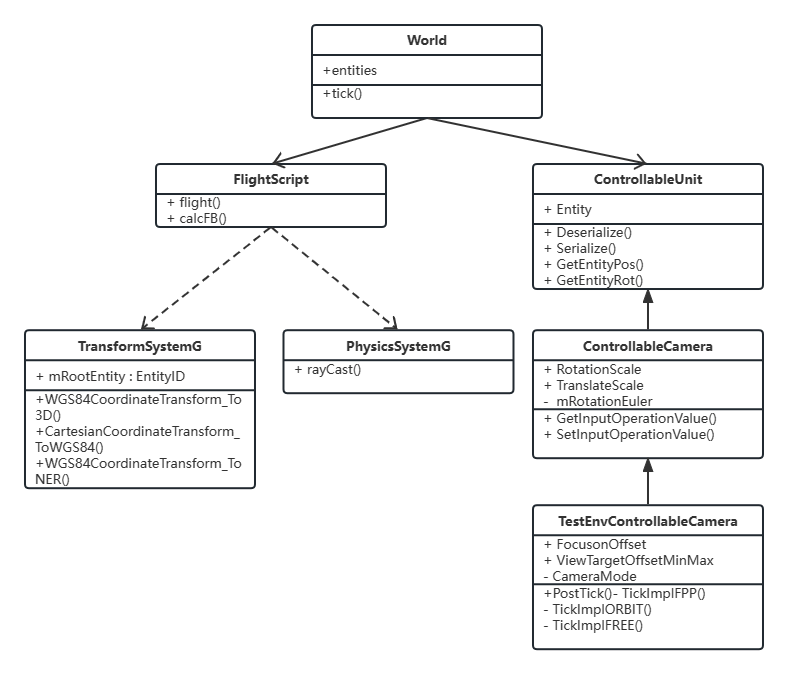 World
+entities
+tick()
FlightScript
+ flight()
+ calcFB()
ControllableUnit
+ Entity
+ Deserialize()
+ Serialize()
+ GetEntityPos()
+ GetEntityRot()
TransformSystemG
+ mRootEntity : EntityID
+WGS84CoordinateTransform_To
3D()
+CartesianCoordinateTransform_
ToWGS84()
+WGS84CoordinateTransform_To
NER()
PhysicsSystemG
+ rayCast()
ControllableCamera
+ RotationScale
+ TranslateScale
- mRotationEuler
+ GetInputOperationValue()
+ SetInputOperationValue()
TestEnvControllableCamera
+ FocusonOffset
+ ViewTargetOffsetMinMax
- CameraMode
+PostTick()- TickImplFPP()
- TickImplORBIT()
- TickImplFREE()